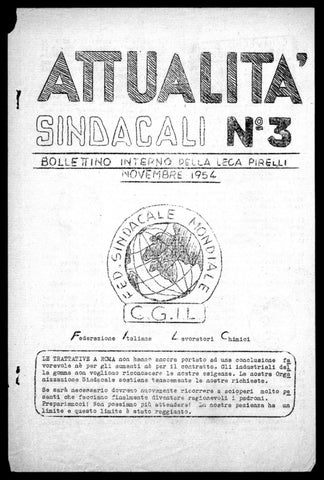 ATTUALITA'
SINDACALI Nº3
BOLLETTINO INTERNO DELLA LECA PIRELLI
NOVEMBRE 1954
FED. SINDACALE MONDIALE
C.G.I.L.
Federazione Italiana Lavoratori Chimici
LE TRATTATIVE A ROMA non hanno ancora portato ad una conclusione fa
vorevole nè per gli aumenti nè per il contratto. Gli industriali del
la gomma non vogliono riconoscere le nostre esigenze. La nostra Orga
nizzazione Sindacale sostiene tenacemente le nostre richieste.
Se sarà necessario dovremo nuovamente ricorrere a scioperi molto pe
santi che facciano finalmente diventare ragionevoli i padroni.
Prepariamoci! Non possiamo più attendere! La nostra pazienza ha un
limite e questo limite è stato raggiunto.